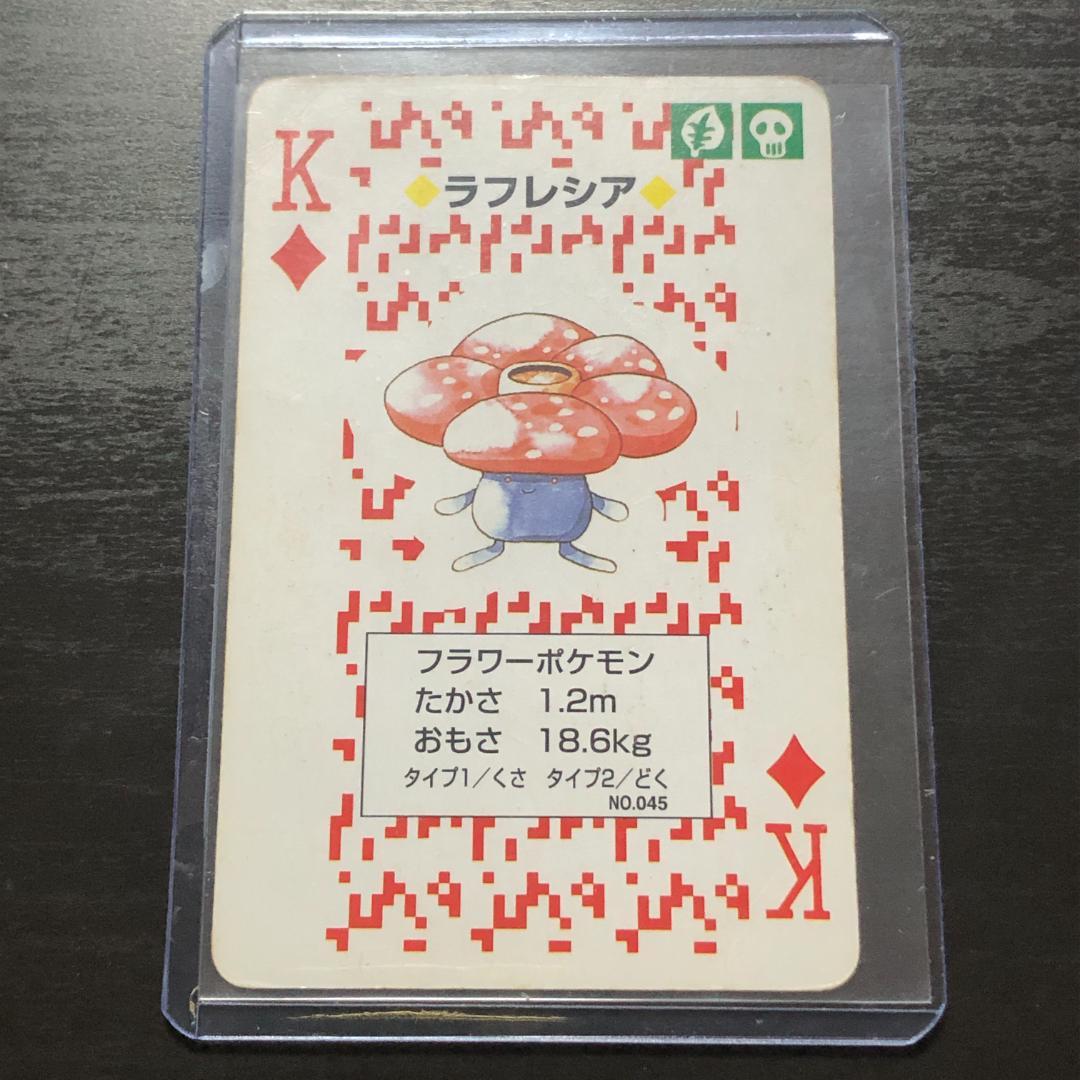 K
ラフレシア
フラワーポケモン
たかさ 1.2m
おもさ 18.6kg
タイプ1／くさ タイプ2／どく
NO.045
K